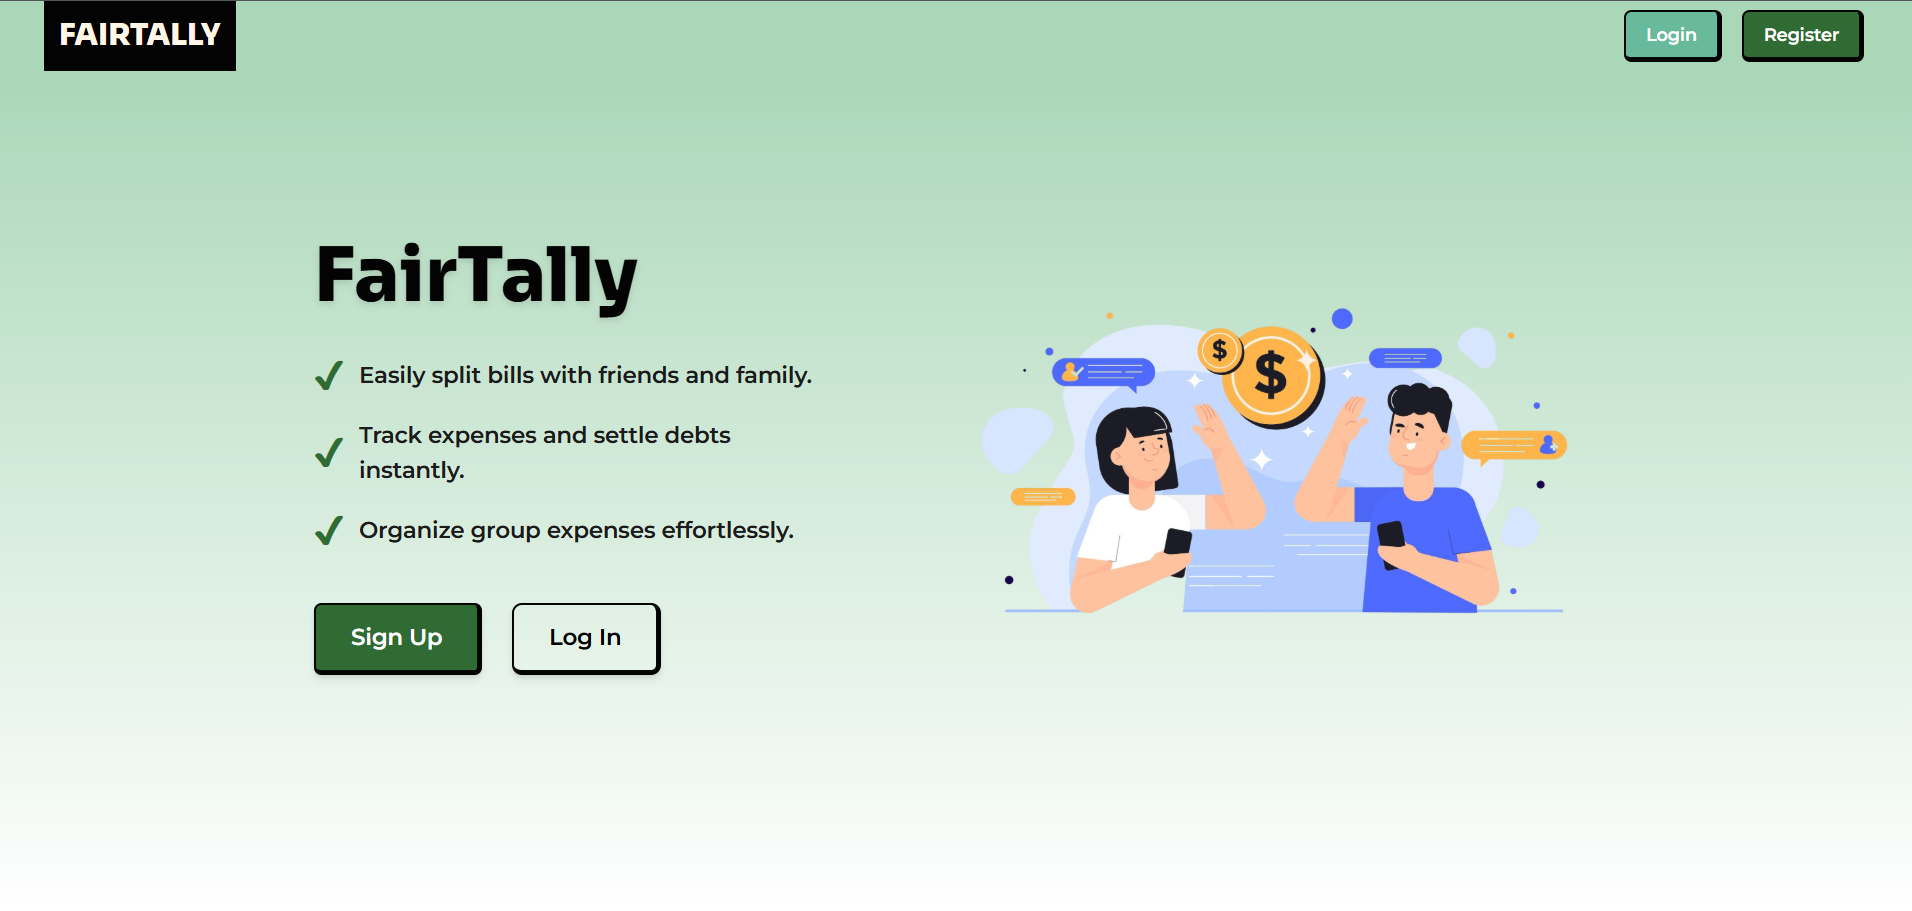 FAIRTALLY
Login
Register
FairTally
Easily split bills with friends and family.
Track expenses and settle debts
instantly.
Organize group expenses effortlessly.
Sign Up
Log In
$
$